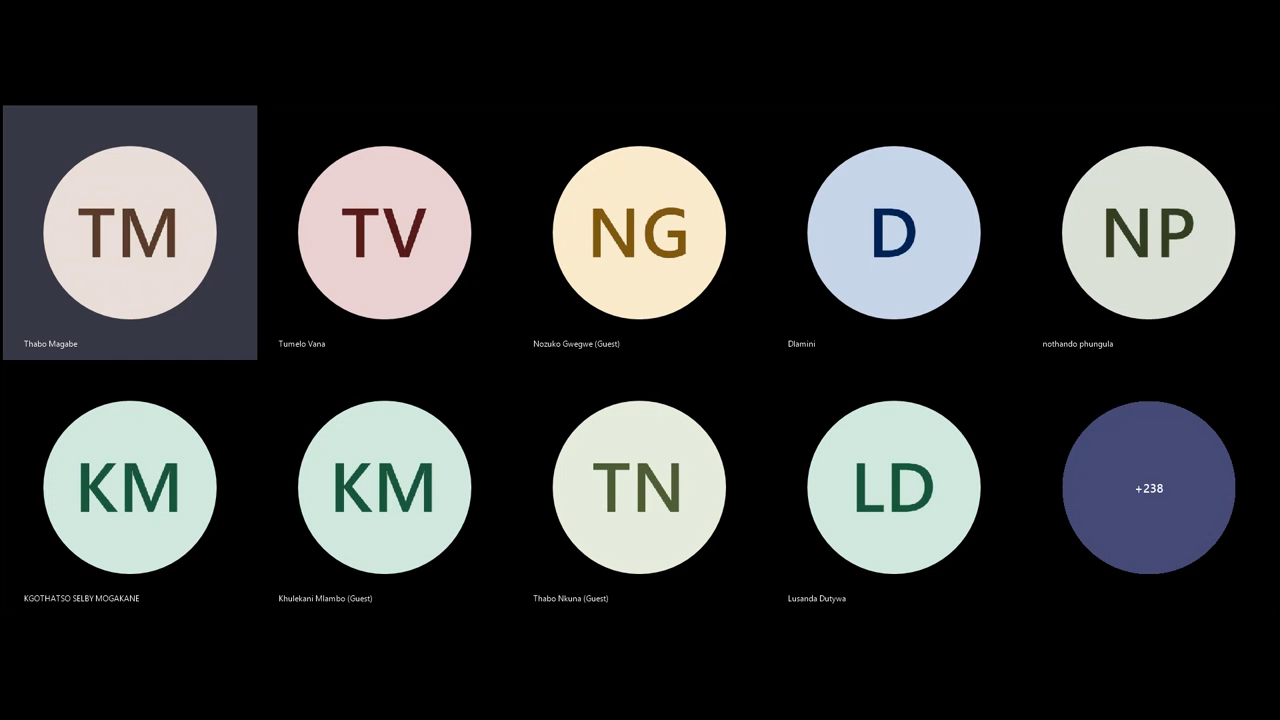 TM
TV
NG
D
NP
Thabo Magabe
Tumelo Vana
Nozuko Gwegwe (Guest)
Dlamini
nothando phungula
KM
KM
TN
LD
+238
KGOTHATSO SELBY MOGAKANE
Khulekani Mlambo (Guest)
Thabo Nkuna (Guest)
Lusanda Dutywa